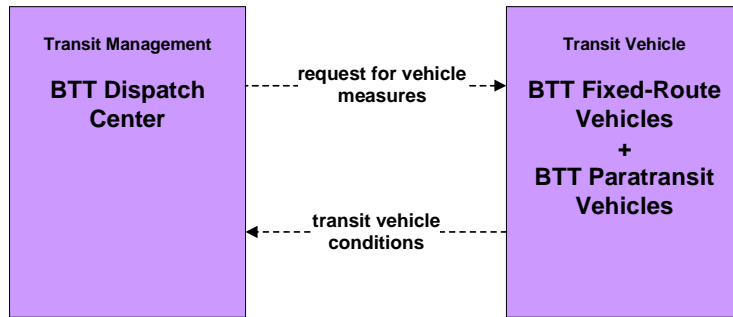 Transit Management
BTT Dispatch
Center
request for vehicle
measures
transit vehicle
conditions
Transit Vehicle
BTT Fixed-Route
Vehicles
+
BTT Paratransit
Vehicles